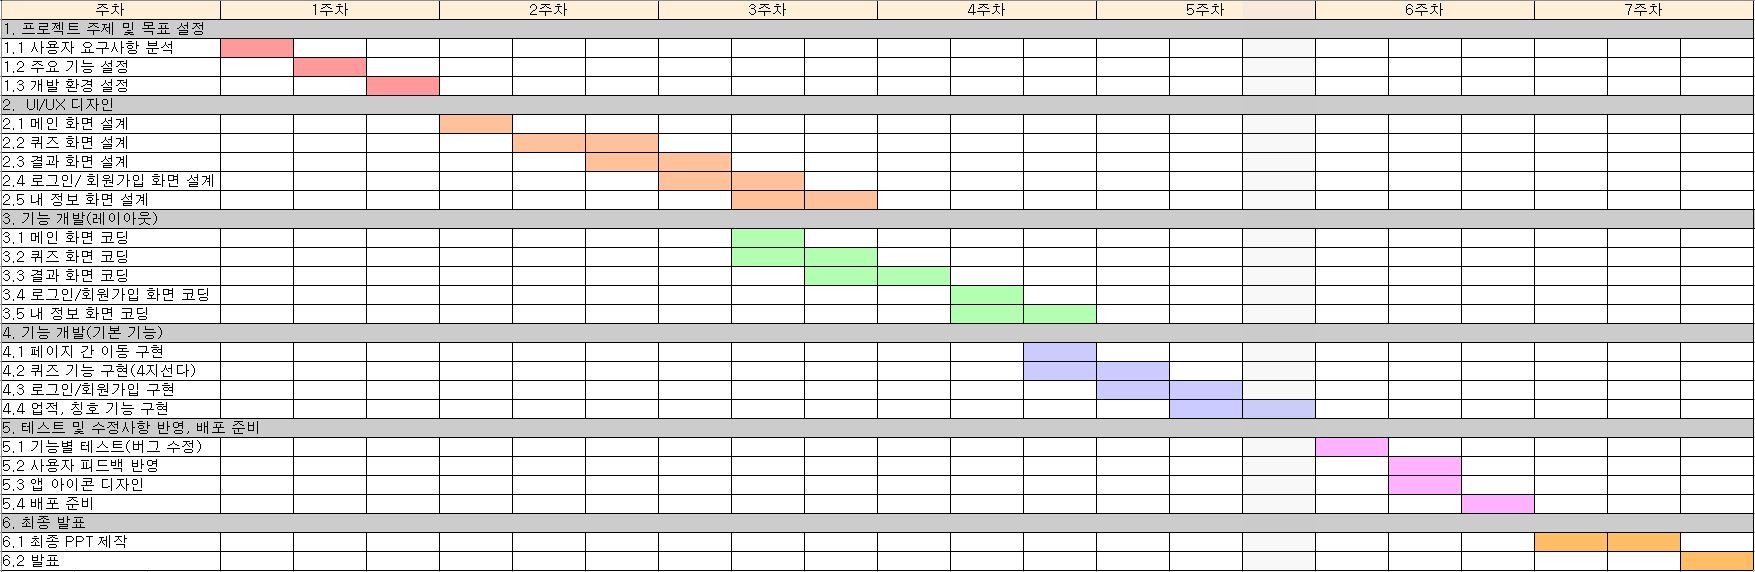 주차 1주차 2주차 3주차 4주차 5주차 6주차 7주차
1. 프로젝트 주제 및 목표 설정
1.1 사용자 요구사항 분석
1.2 주요 기능 설정
1.3 개발 환경 설정
2. UI/UX 디자인
2.1 메인 화면 설계
2.2 퀴즈 화면 설계
2.3 결과 화면 설계
2.4 로그인/ 회원가입 화면 설계
2.5 내 정보 화면 설계
3. 기능 개발(레이아웃)
3.1 메인 화면 코딩
3.2 퀴즈 화면 코딩
3.3 결과 화면 코딩
3.4 로그인/회원가입 화면 코딩
3.5 내 정보 화면 코딩
4. 기능 개발(기본 기능)
4.1 페이지 간 이동 구현
4.2 퀴즈 기능 구현(4지선다)
4.3 로그인/회원가입 구현
4.4 업적, 칭호 기능 구현
5. 테스트 및 수정사항 반영, 배포 준비
5.1 기능별 테스트(버그 수정)
5.2 사용자 피드백 반영
5.3 앱 아이콘 디자인
5.4 배포 준비
6. 최종 발표
6.1 최종 PPT 제작
6.2 발표